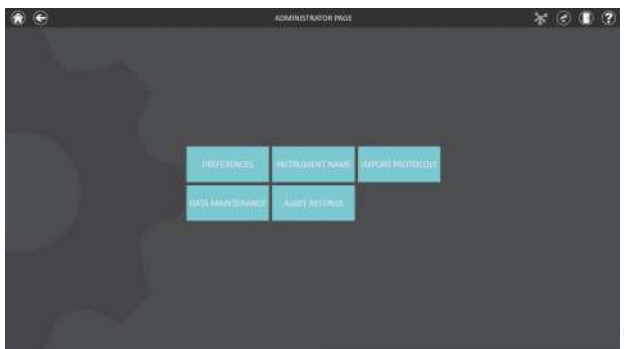 ADMINISTRATOR PAGE
?
PREFERENCES INSTRUMENT NAME IMPORT PROTOCOLS
DATA MAINTENANCE AUDIT RECORDS